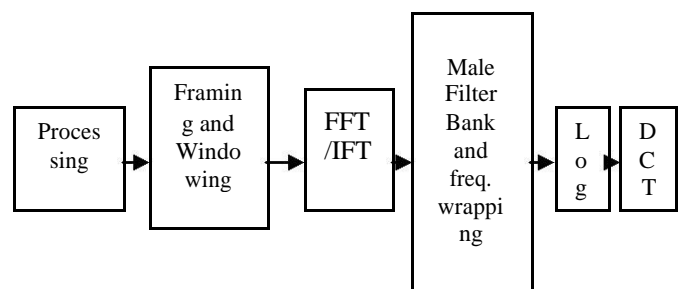 Proces
sing
Framin
g and
Windo
wing
FFT
/IFT
Male
Filter
Bank
and
freq.
wrappi
ng
L
o
g
D
C
T